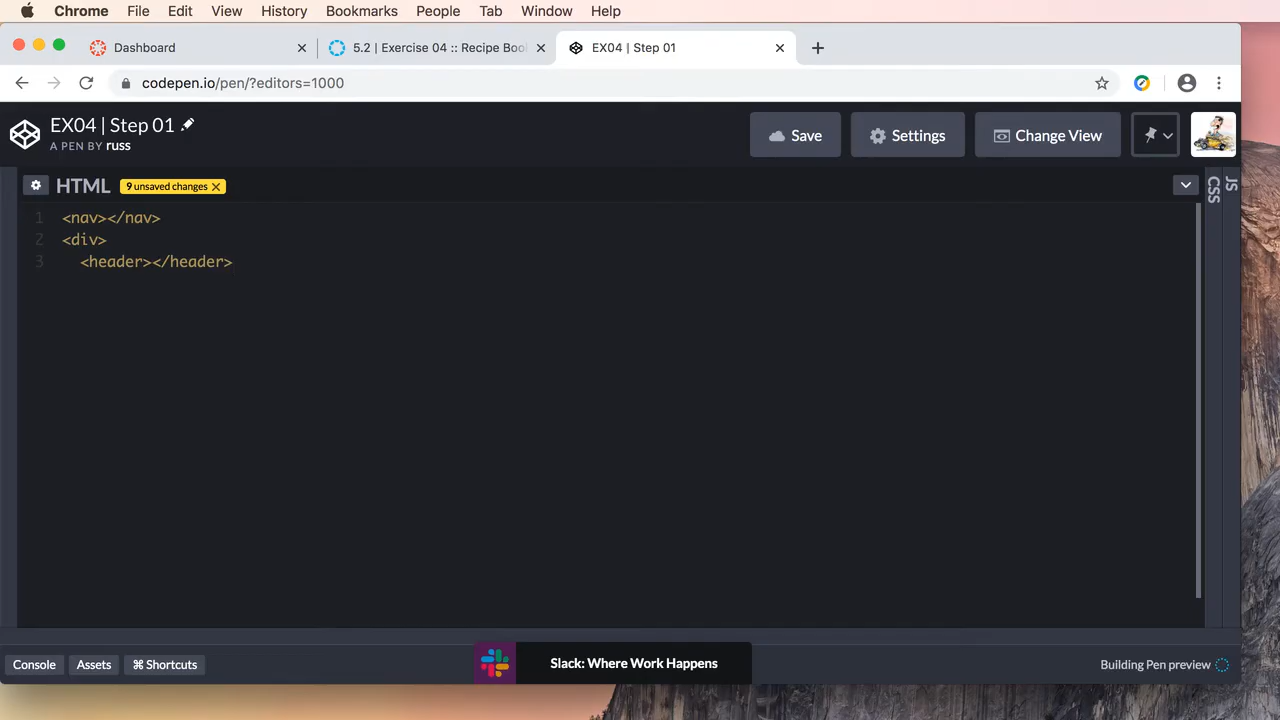 Chrome File Edit View History Bookmarks People Tab Window Help
Dashboard
5.2 | Exercise 04 :: Recipe Boo
EX04 | Step 01
codepen.io/pen/?editors=1000
EX04 | Step 01
A PEN BY russ
Save
Settings
Change View
HTML
9 unsaved changes
CSS
JS
1 <nav></nav>
2 <div>
3 <header></header>
Console
Assets
⌘ Shortcuts
Slack: Where Work Happens
Building Pen preview